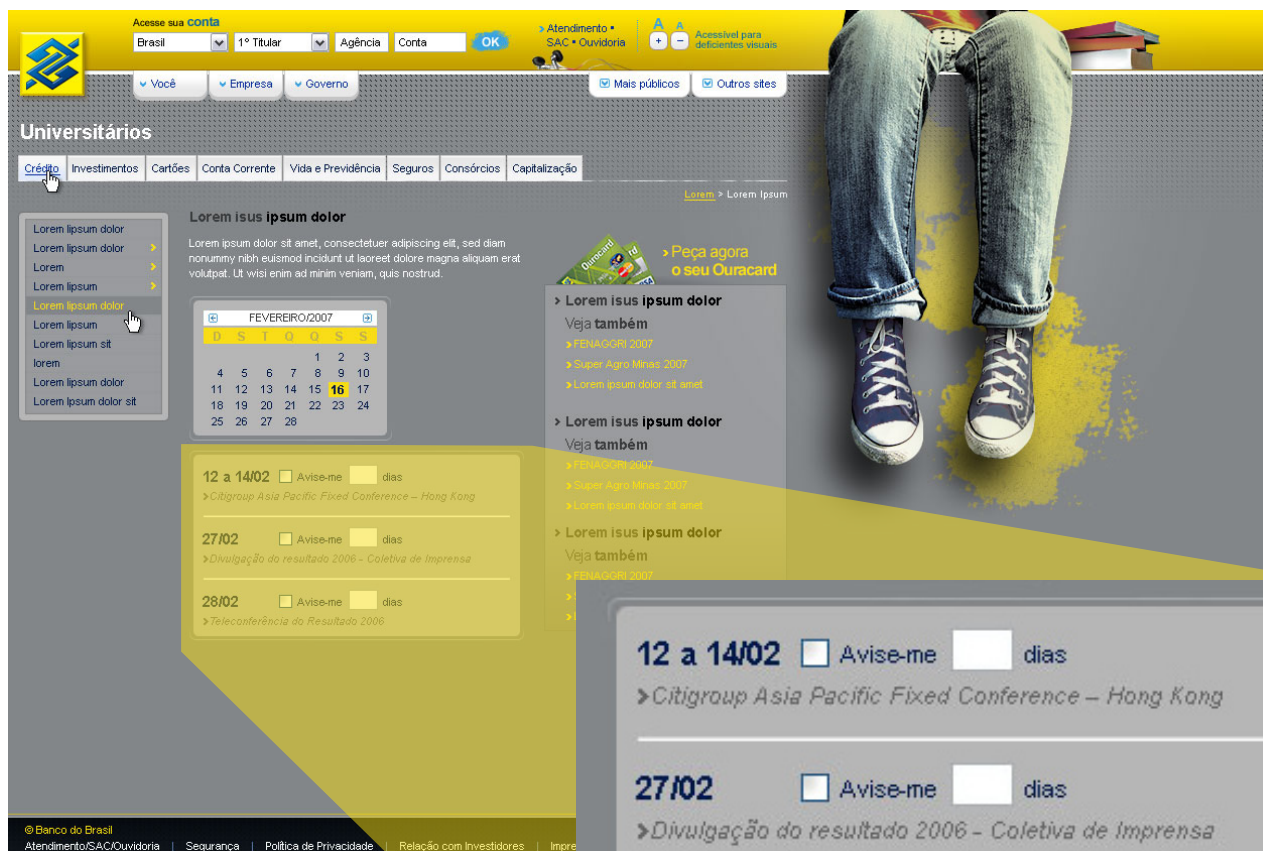 Acesse sua conta
Brasil 1º Titular Agência Conta OK
Atendimento •
SAC • Ouvidoria
A A
+ −
Acessível para
deficientes visuais
Você Empresa Governo
Mais públicos Outros sites
Universitários
Crédito Investimentos Cartões Conta Corrente Vida e Previdência Seguros Consórcios Capitalização
Lorem > Lorem Ipsum
Lorem lipsum dolor
Lorem lipsum dolor
Lorem
Lorem lipsum
Lorem lipsum dolor
Lorem lipsum
Lorem lipsum sit
lorem
Lorem lipsum dolor
Lorem Ipsum dolor sit
Lorem isus ipsum dolor
Lorem ipsum dolor sit amet, consectetuer adipiscing elit, sed diam
nonummy nibh euismod incidunt ut laoreet dolore magna aliquam erat
volutpat. Ut wisi enim ad minim veniam, quis nostrud.
FEVEREIRO/2007
D S T Q Q S S
1 2 3
4 5 6 7 8 9 10
11 12 13 14 15 16 17
18 19 20 21 22 23 24
25 26 27 28
12 a 14/02 Avise-me dias
Citigroup Asia Pacific Fixed Conference – Hong Kong
27/02 Avise-me dias
Divulgação do resultado 2006 - Coletiva de Imprensa
28/02 Avise-me dias
Teleconferência do Resultado 2006
Ourocard
Peça agora
o seu Ouracard
> Lorem isus ipsum dolor
Veja também
FENAGGRI 2007
Super Agro Minas 2007
Lorem ipsum dolor sit amet
> Lorem isus ipsum dolor
Veja também
FENAGGRI 2007
Super Agro Minas 2007
Lorem ipsum dolor sit amet
> Lorem isus ipsum dolor
Veja também
FENAGGRI 2007
12 a 14/02 Avise-me dias
Citigroup Asia Pacific Fixed Conference – Hong Kong
27/02 Avise-me dias
Divulgação do resultado 2006 - Coletiva de Imprensa
© Banco do Brasil
Atendimento/SAC/Ouvidoria | Segurança | Política de Privacidade | Relação com Investidores | Impre